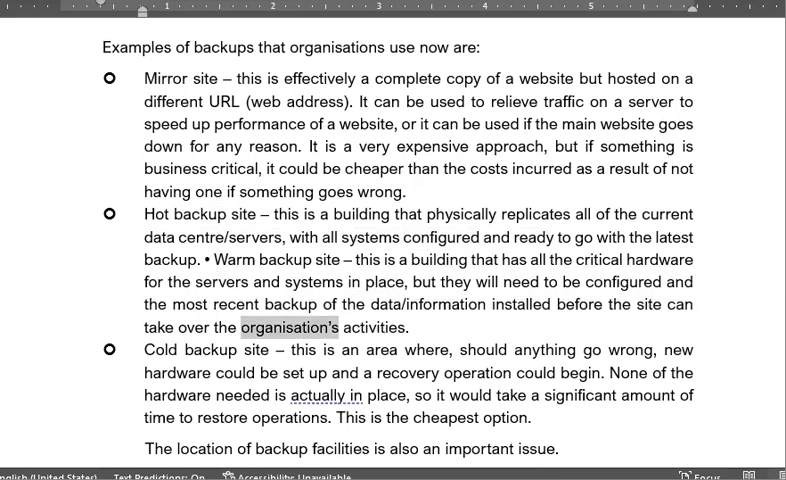 1 2 3 4 5
Examples of backups that organisations use now are:
Mirror site – this is effectively a complete copy of a website but hosted on a
different URL (web address). It can be used to relieve traffic on a server to
speed up performance of a website, or it can be used if the main website goes
down for any reason. It is a very expensive approach, but if something is
business critical, it could be cheaper than the costs incurred as a result of not
having one if something goes wrong.
Hot backup site – this is a building that physically replicates all of the current
data centre/servers, with all systems configured and ready to go with the latest
backup. • Warm backup site – this is a building that has all the critical hardware
for the servers and systems in place, but they will need to be configured and
the most recent backup of the data/information installed before the site can
take over the organisation’s activities.
Cold backup site – this is an area where, should anything go wrong, new
hardware could be set up and a recovery operation could begin. None of the
hardware needed is actually in place, so it would take a significant amount of
time to restore operations. This is the cheapest option.
The location of backup facilities is also an important issue.
nglish (United States) Text Predictions: On Accessibility: Unavailable Focus